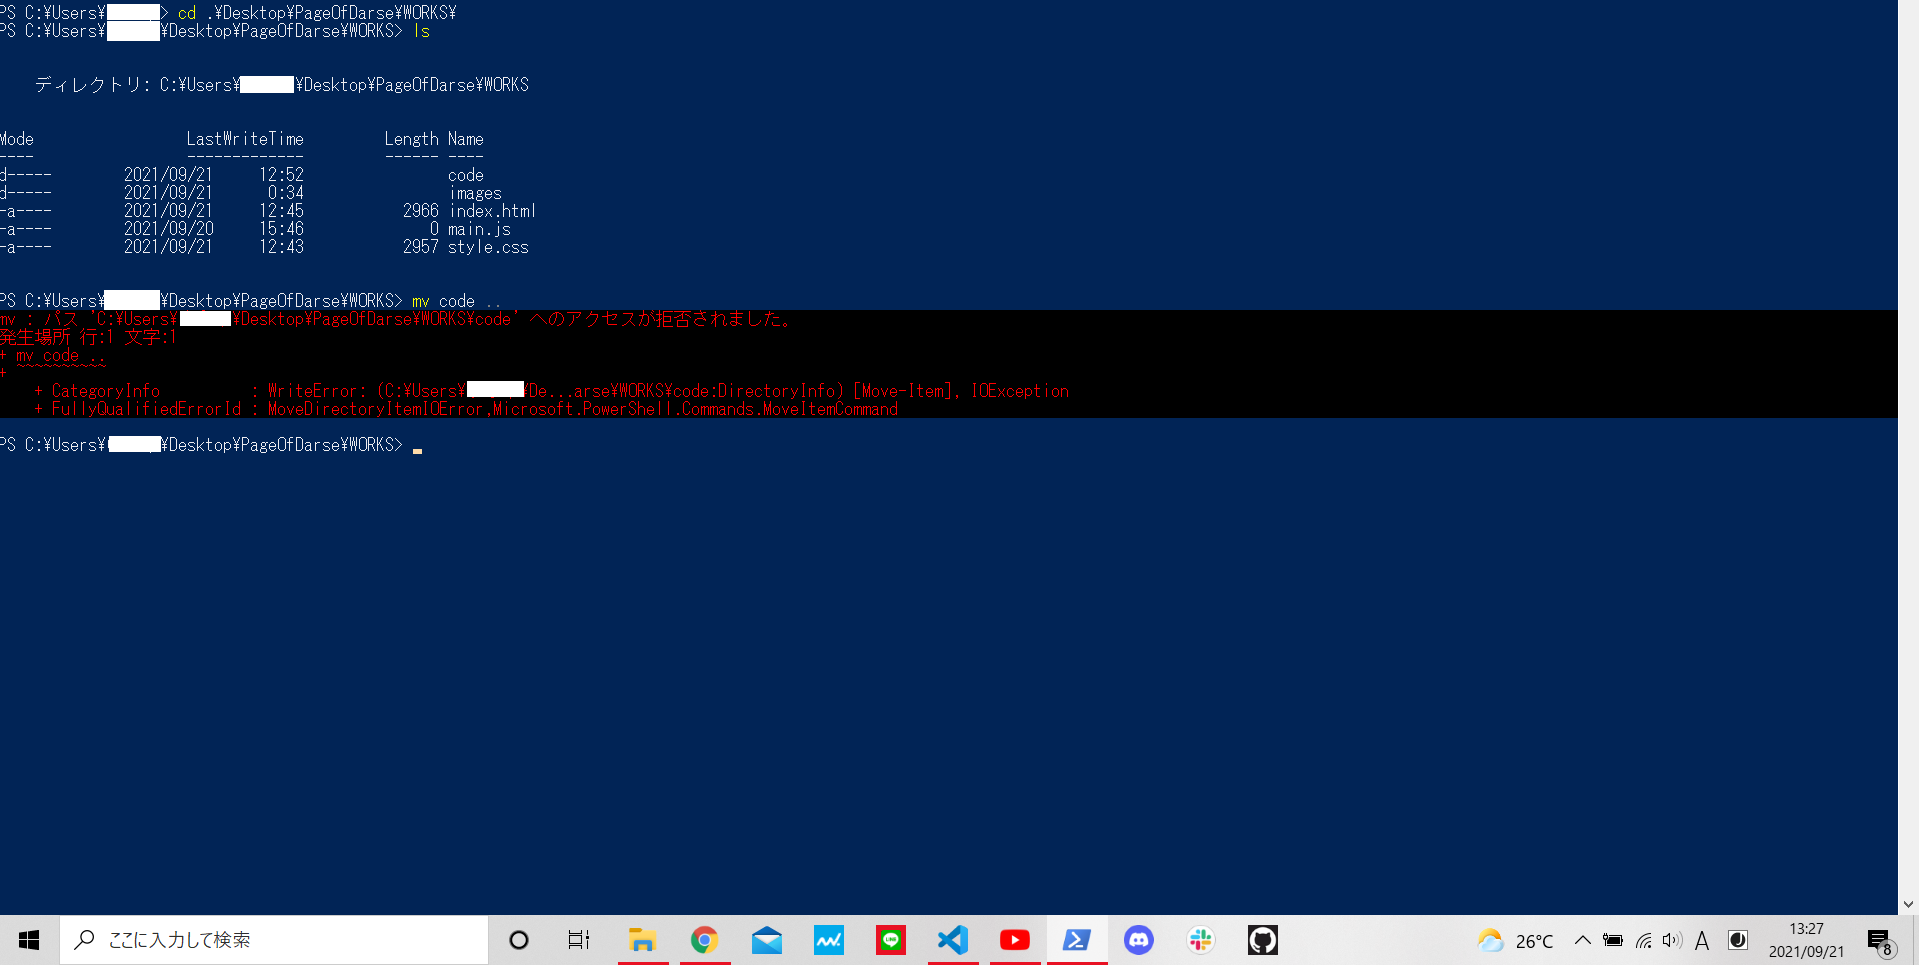 PS C:¥Users¥> cd .¥Desktop¥PageOfDarse¥WORKS¥
PS C:¥Users¥¥Desktop¥PageOfDarse¥WORKS> ls
ディレクトリ: C:¥Users¥¥Desktop¥PageOfDarse¥WORKS
Mode LastWriteTime Length Name
---- ------------- ------ ----
d----- 2021/09/21 12:52 code
d----- 2021/09/21 0:34 images
-a---- 2021/09/21 12:45 2966 index.html
-a---- 2021/09/20 15:46 0 main.js
-a---- 2021/09/21 12:43 2957 style.css
PS C:¥Users¥¥Desktop¥PageOfDarse¥WORKS> mv code ..
mv : パス 'C:¥Users¥¥Desktop¥PageOfDarse¥WORKS¥code' へのアクセスが拒否されました。
発生場所 行:1 文字:1
+ mv code ..
+ ~~~~~~~~~~
+ CategoryInfo : WriteError: (C:¥Users¥¥De...arse¥WORKS¥code:DirectoryInfo) [Move-Item], IOException
+ FullyQualifiedErrorId : MoveDirectoryItemIOError,Microsoft.PowerShell.Commands.MoveItemCommand
PS C:¥Users¥¥Desktop¥PageOfDarse¥WORKS>
ここに入力して検索
LINE
26°C
A
13:27
2021/09/21
8